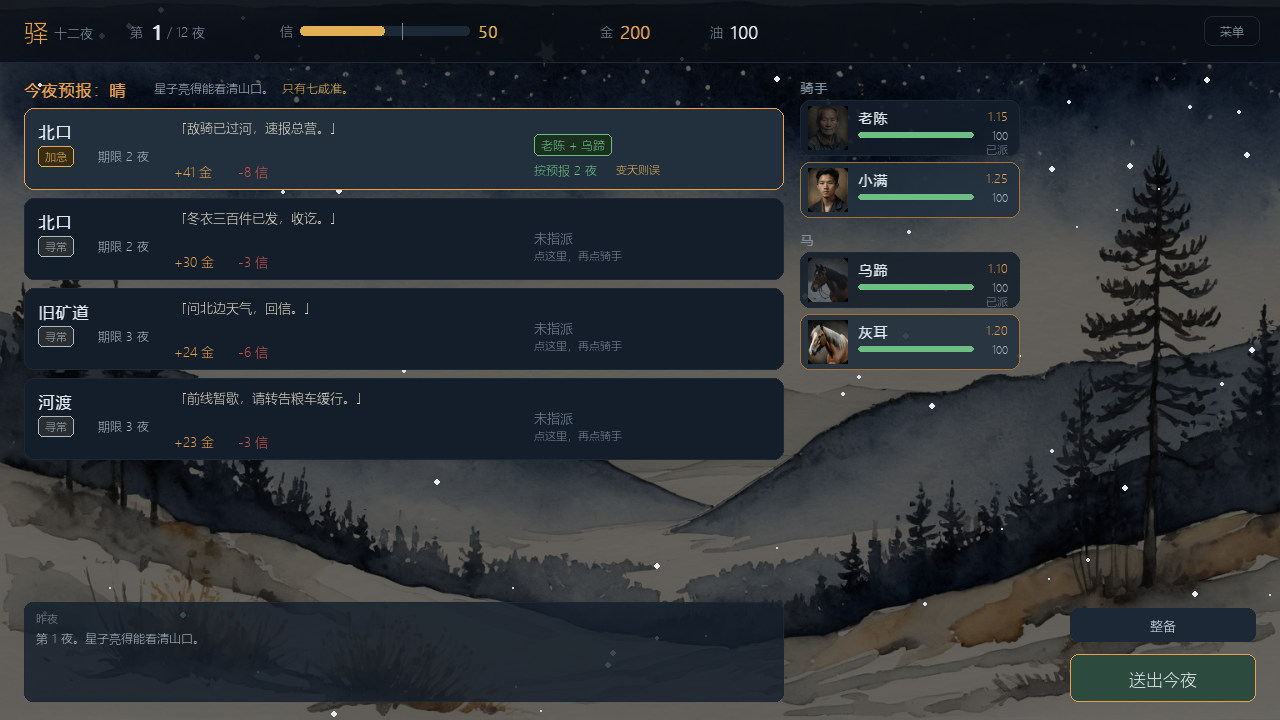 驿 十二夜 第 1 / 12 夜 信 50 金 200 油 100 菜单
今夜预报：晴 星子亮得能看清山口。 只有七成准。
北口
加急 期限 2 夜
「敌骑已过河，速报总营。」
+41 金 -8 信
老陈 + 乌蹄
按预报 2 夜 变天则误
北口
寻常 期限 2 夜
「冬衣三百件已发，收讫。」
+30 金 -3 信
未指派
点这里，再点骑手
旧矿道
寻常 期限 3 夜
「问北边天气，回信。」
+24 金 -6 信
未指派
点这里，再点骑手
河渡
寻常 期限 3 夜
「前线暂歇，请转告粮车缓行。」
+23 金 -3 信
未指派
点这里，再点骑手
骑手
老陈 1.15
100
已派
小满 1.25
100
马
乌蹄 1.10
100
已派
灰耳 1.20
100
昨夜
第 1 夜。星子亮得能看清山口。
整备
送出今夜